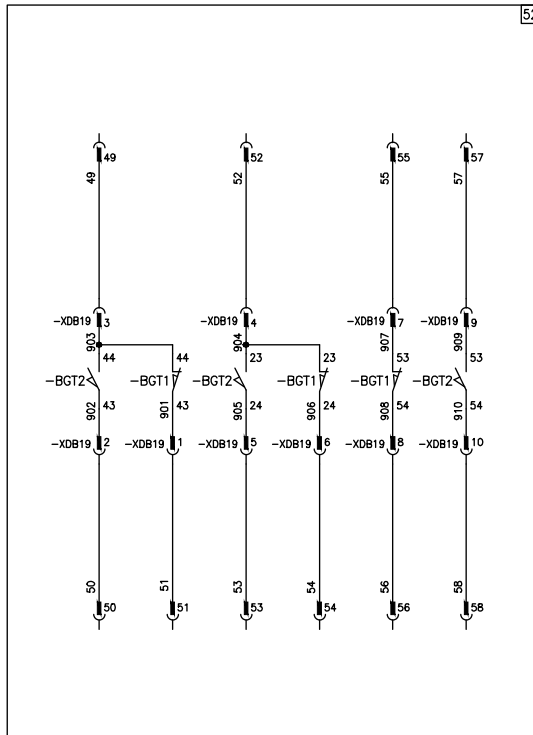 52
49 52 55 57
49 52 55 57
-XDB19 3 -XDB19 4 -XDB19 7 -XDB19 9
903 904 907 909
44 44 23 23 53 53
-BGT2 -BGT1 -BGT2 -BGT1 -BGT1 -BGT2
902 43 901 43 905 24 906 24 908 54 910 54
-XDB19 2 -XDB19 1 -XDB19 5 -XDB19 6 -XDB19 8 -XDB19 10
50 51 53 54 56 58
50 51 53 54 56 58